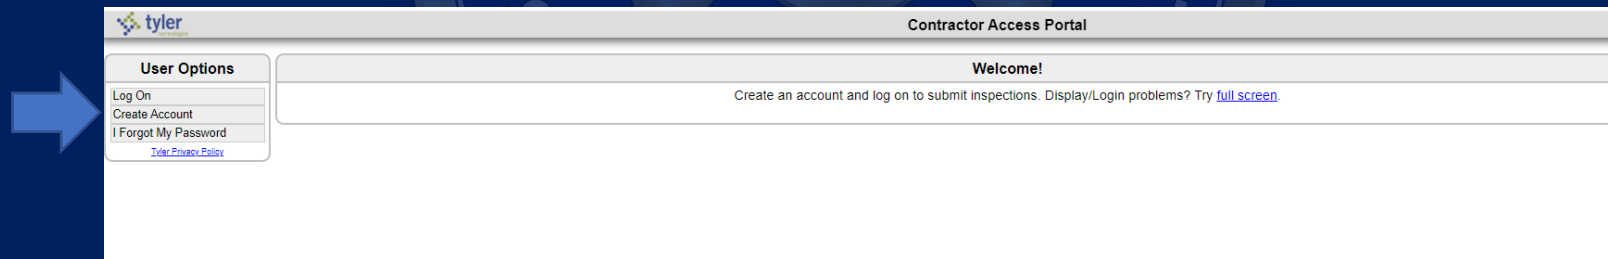 tyler
technologies
Contractor Access Portal
User Options
Log On
Create Account
I Forgot My Password
Tyler Privacy Policy
Welcome!
Create an account and log on to submit inspections. Display/Login problems? Try full screen.